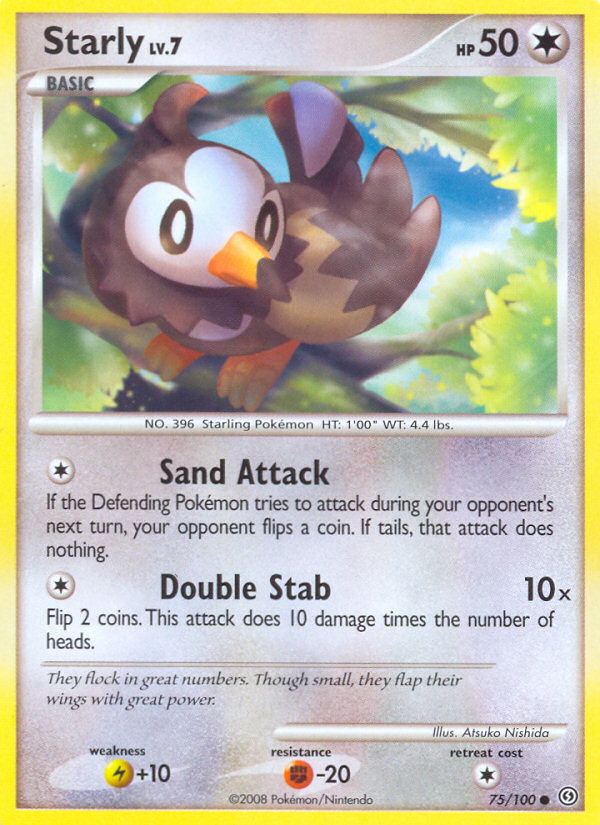 Starly LV.7
HP 50
BASIC
NO. 396 Starling Pokémon HT: 1'00" WT: 4.4 lbs.
Sand Attack
If the Defending Pokémon tries to attack during your opponent's
next turn, your opponent flips a coin. If tails, that attack does
nothing.
Double Stab 10x
Flip 2 coins. This attack does 10 damage times the number of
heads.
They flock in great numbers. Though small, they flap their
wings with great power.
Illus. Atsuko Nishida
weakness resistance retreat cost
+10 -20
©2008 Pokémon/Nintendo 75/100